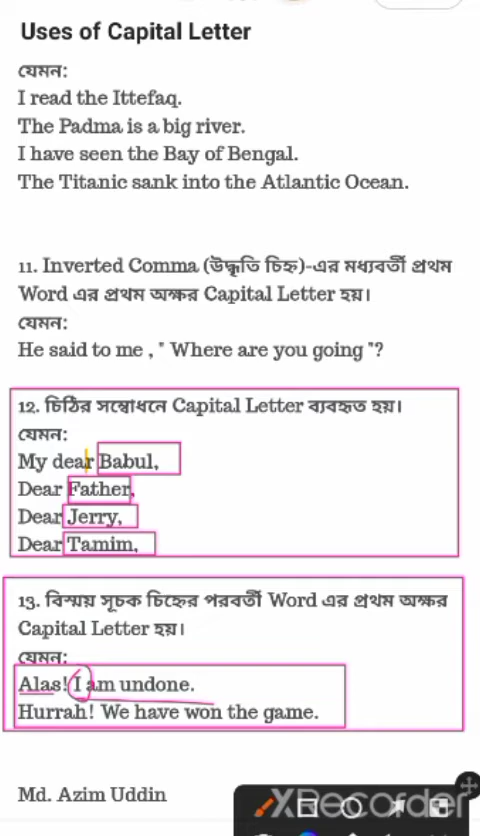 Uses of Capital Letter
যেমন:
I read the Ittefaq.
The Padma is a big river.
I have seen the Bay of Bengal.
The Titanic sank into the Atlantic Ocean.
11. Inverted Comma (উদ্ধৃতি চিহ্ন)-এর মধ্যবর্তী প্রথম
Word এর প্রথম অক্ষর Capital Letter হয়।
যেমন:
He said to me , " Where are you going "?
12. চিঠির সম্বোধনে Capital Letter ব্যবহৃত হয়।
যেমন:
My dear Babul,
Dear Father,
Dear Jerry,
Dear Tamim,
13. বিস্ময় সূচক চিহ্নের পরবর্তী Word এর প্রথম অক্ষর
Capital Letter হয়।
যেমন:
Alas! I am undone.
Hurrah! We have won the game.
Md. Azim Uddin
XRecorder